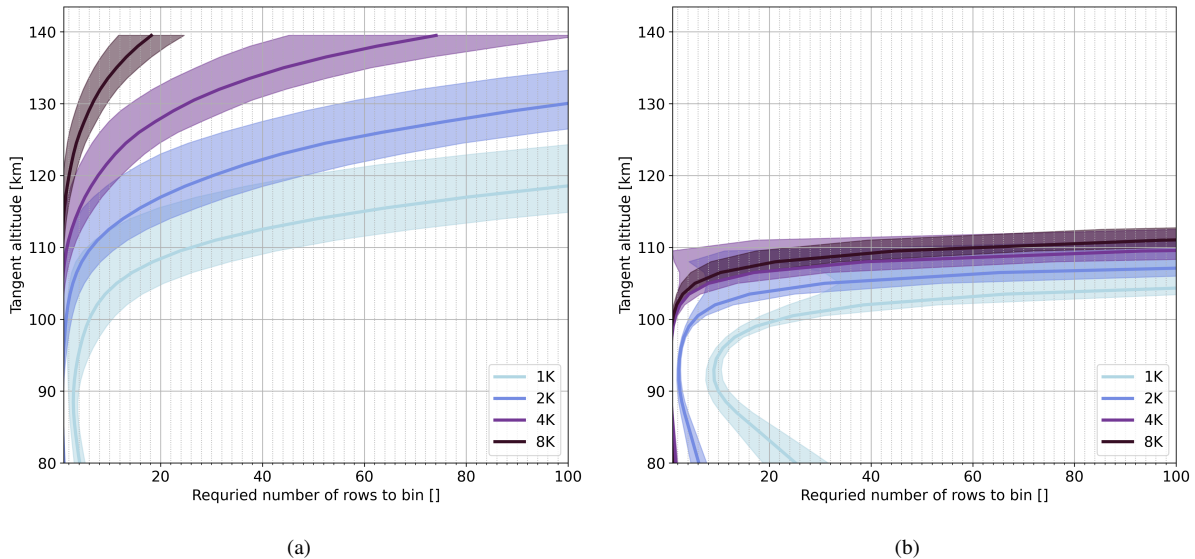 140
130
120
110
100
90
80
20
40
60
80
100
Tangent altitude [km]
Requried number of rows to bin []
1K
2K
4K
8K
(a)
140
130
120
110
100
90
80
20
40
60
80
100
Tangent altitude [km]
Requried number of rows to bin []
1K
2K
4K
8K
(b)